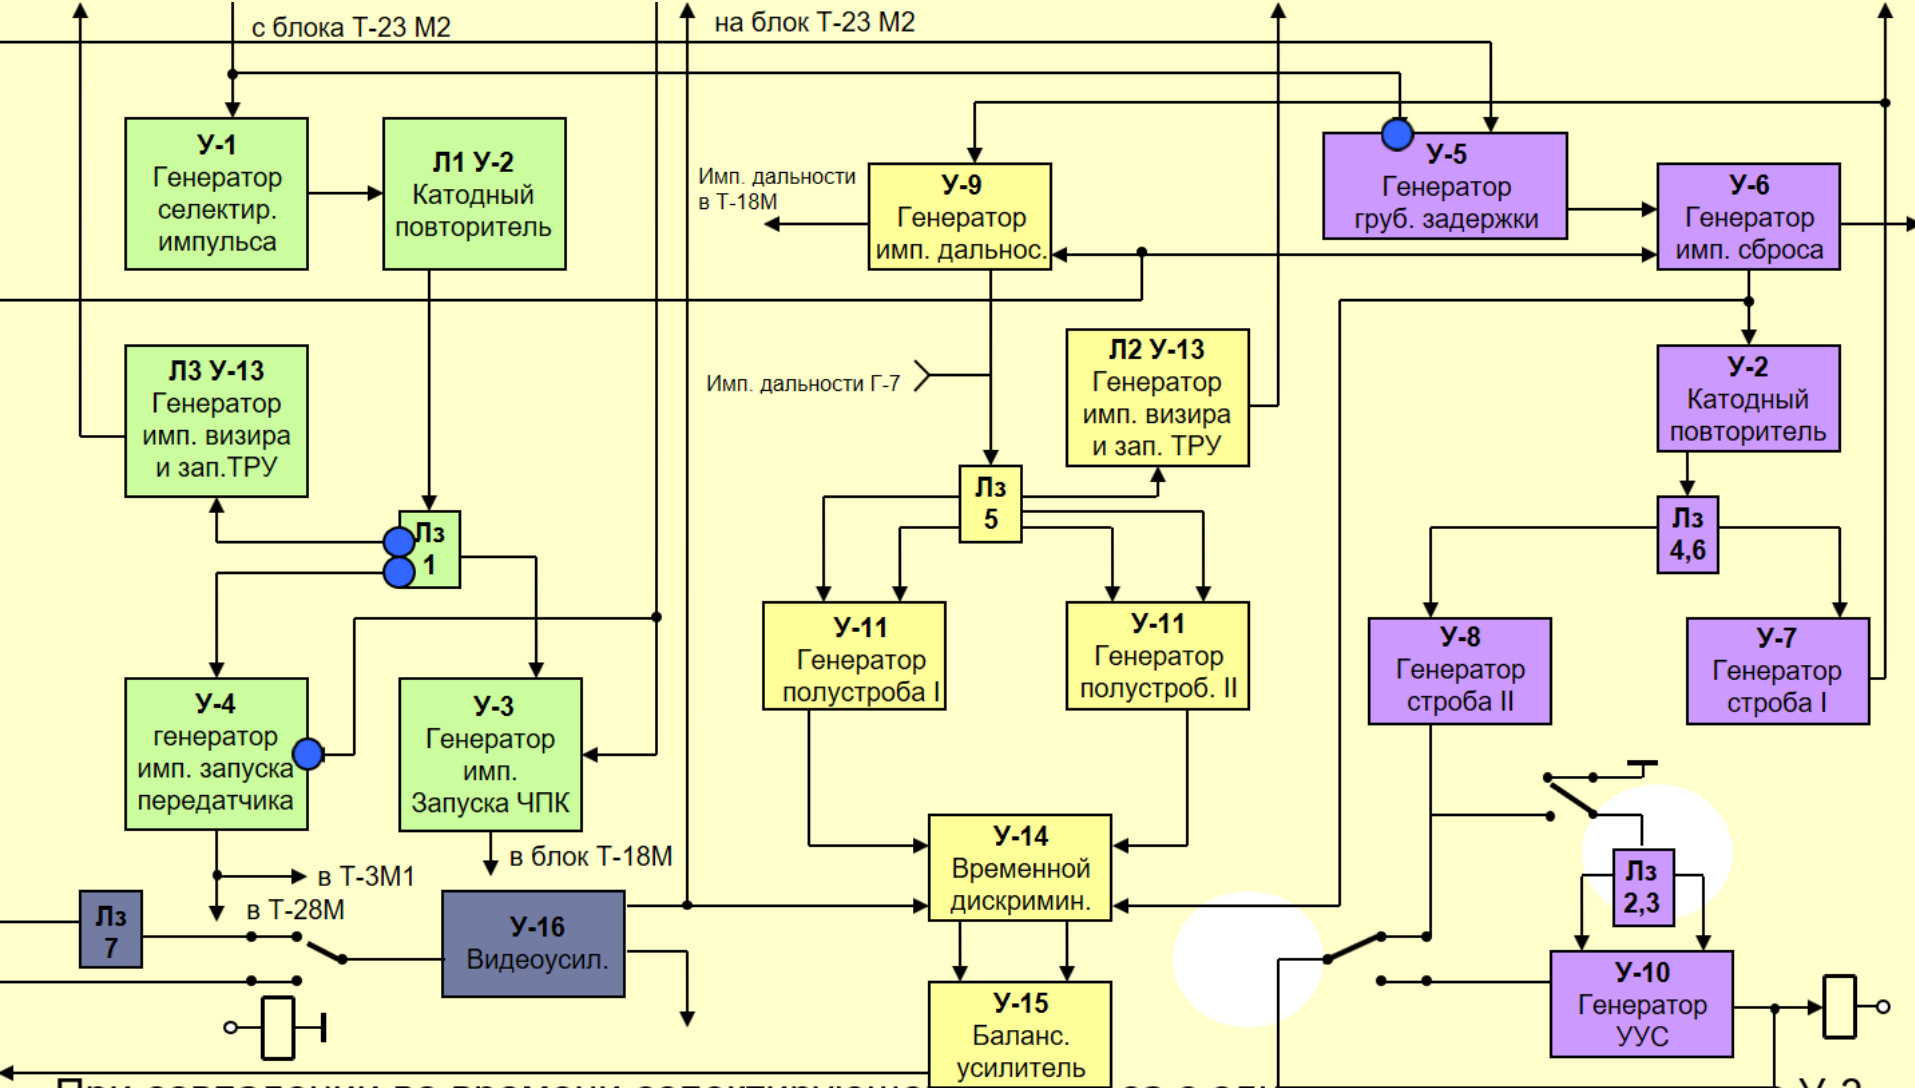 с блока Т-23 М2
на блок Т-23 М2
У-1
Генератор
селектир.
импульса
Л1 У-2
Катодный
повторитель
Имп. дальности
в Т-18М
У-9
Генератор
имп. дальнос.
У-5
Генератор
груб. задержки
У-6
Генератор
имп. сброса
Л3 У-13
Генератор
имп. визира
и зап.ТРУ
Имп. дальности Г-7
Л2 У-13
Генератор
имп. визира
и зап. ТРУ
У-2
Катодный
повторитель
Лз
1
Лз
5
Лз
4,6
У-11
Генератор
полустроба I
У-11
Генератор
полустроб. II
У-8
Генератор
строба II
У-7
Генератор
строба I
У-4
генератор
имп. запуска
передатчика
У-3
Генератор
имп.
Запуска ЧПК
в блок Т-18М
в Т-3М1
в Т-28М
Лз
7
У-16
Видеоусил.
У-14
Временной
дискримин.
Лз
2,3
У-15
Баланс.
усилитель
У-10
Генератор
УУС